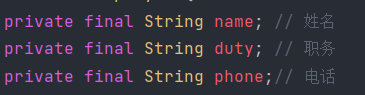 private final String name; // 姓名
private final String duty; // 职务
private final String phone;// 电话